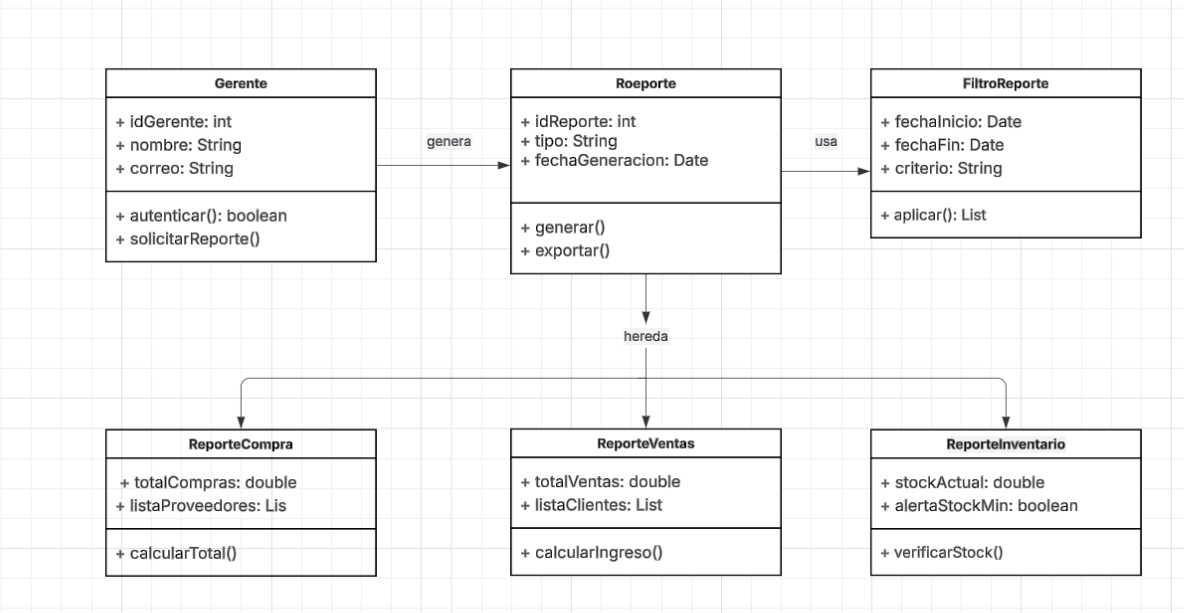 Gerente
+ idGerente: int
+ nombre: String
+ correo: String
+ autenticar(): boolean
+ solicitarReporte()
genera
Roeporte
+ idReporte: int
+ tipo: String
+ fechaGeneracion: Date
+ generar()
+ exportar()
usa
FiltroReporte
+ fechaInicio: Date
+ fechaFin: Date
+ criterio: String
+ aplicar(): List
hereda
ReporteCompra
+ totalCompras: double
+ listaProveedores: Lis
+ calcularTotal()
ReporteVentas
+ totalVentas: double
+ listaClientes: List
+ calcularIngreso()
ReporteInventario
+ stockActual: double
+ alertaStockMin: boolean
+ verificarStock()